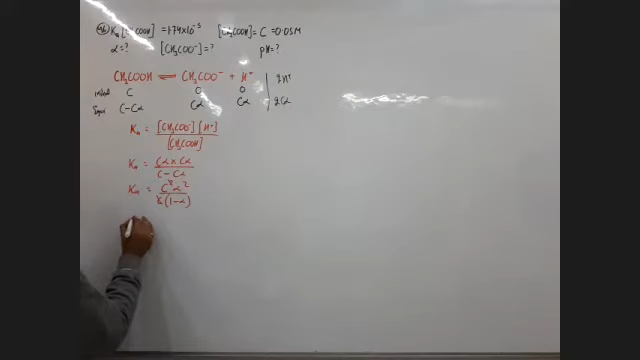 Ka [CH3COOH] = 1.74×10⁻⁵ [CH3COOH] = C = 0.05M
α = ? [CH3COO⁻] = ? pH = ?
CH3COOH ⇌ CH3COO⁻ + H⁺
C 0 0
C-Cα Cα Cα
Ka = [CH3COO⁻][H⁺] / [CH3COOH]
Ka = Cα × Cα / C - Cα
Ka = C²α² / C(1-α)